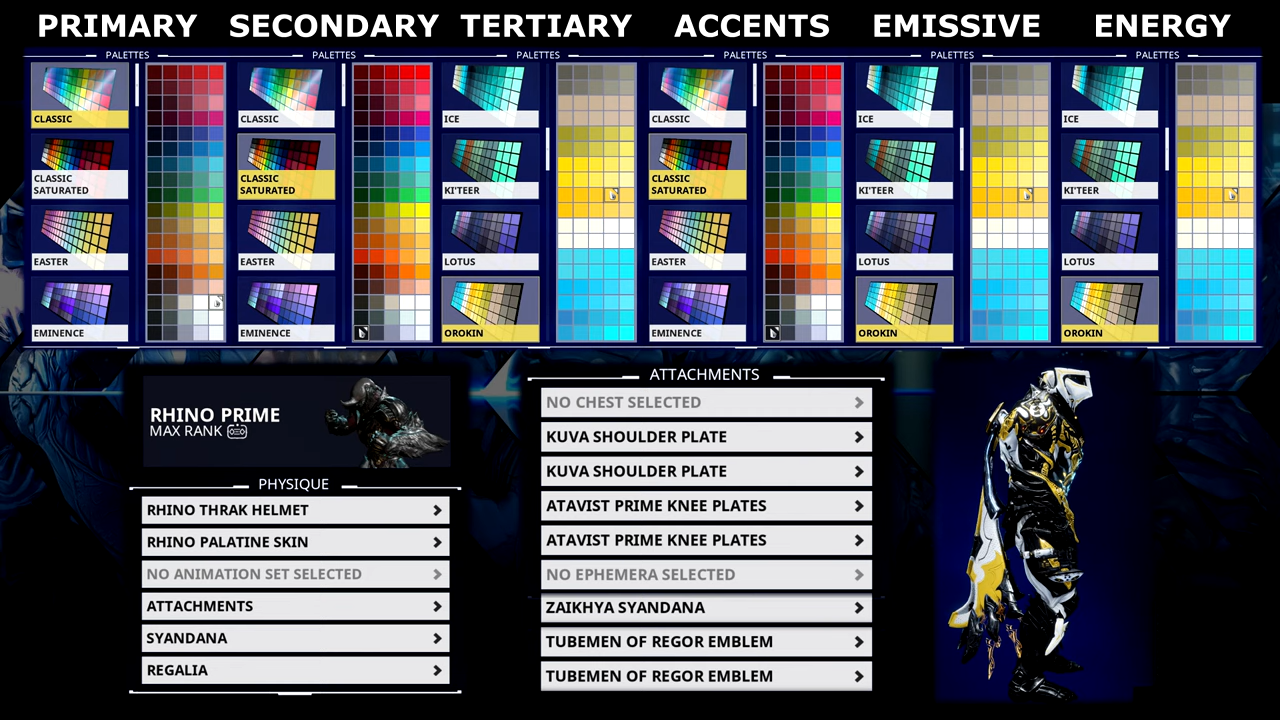 PRIMARY SECONDARY TERTIARY ACCENTS EMISSIVE ENERGY
PALETTES PALETTES PALETTES PALETTES PALETTES PALETTES
CLASSIC
CLASSIC
SATURATED
EASTER
EMINENCE
CLASSIC
CLASSIC
SATURATED
EASTER
EMINENCE
ICE
KI'TEER
LOTUS
OROKIN
CLASSIC
CLASSIC
SATURATED
EASTER
EMINENCE
ICE
KI'TEER
LOTUS
OROKIN
ICE
KI'TEER
LOTUS
OROKIN
RHINO PRIME
MAX RANK
PHYSIQUE
RHINO THRAK HELMET
RHINO PALATINE SKIN
NO ANIMATION SET SELECTED
ATTACHMENTS
SYANDANA
REGALIA
ATTACHMENTS
NO CHEST SELECTED
KUVA SHOULDER PLATE
KUVA SHOULDER PLATE
ATAVIST PRIME KNEE PLATES
ATAVIST PRIME KNEE PLATES
NO EPHEMERA SELECTED
ZAIKHYA SYANDANA
TUBEMEN OF REGOR EMBLEM
TUBEMEN OF REGOR EMBLEM